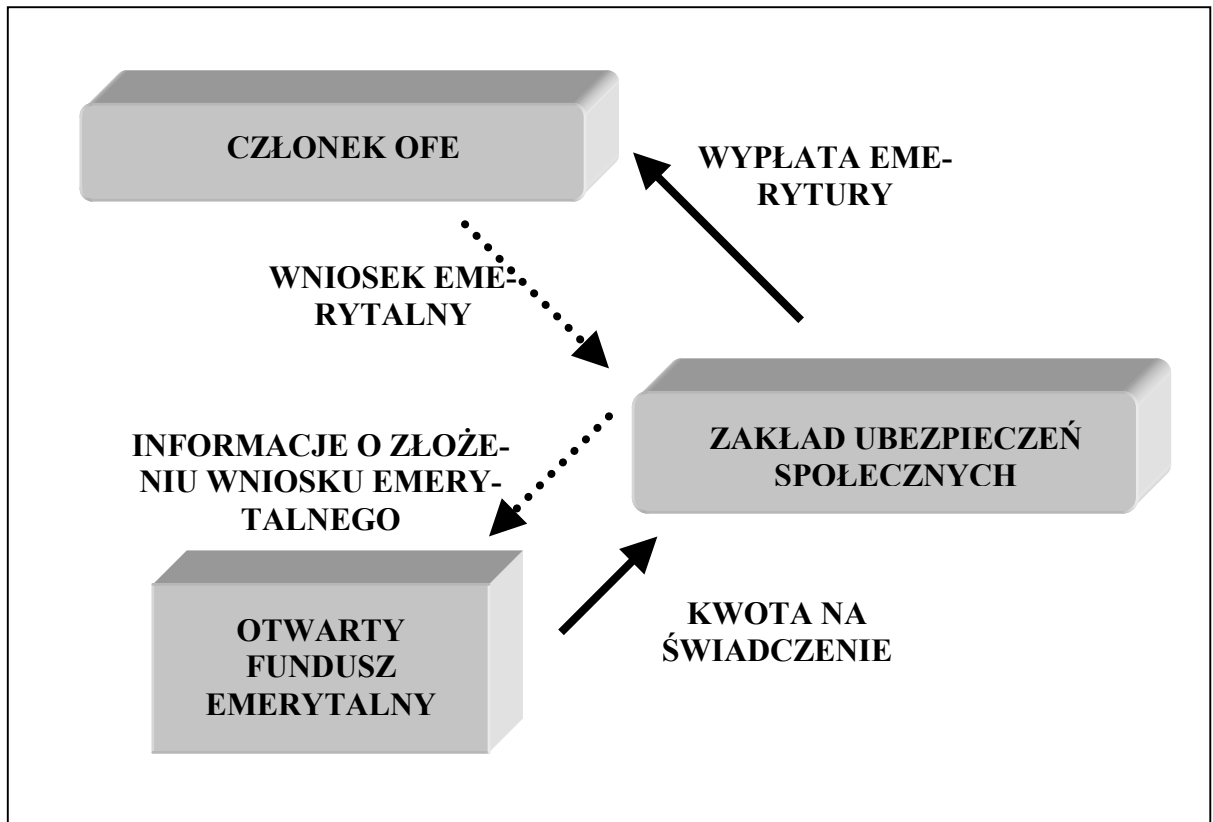 CZŁONEK OFE
WYPŁATA EME-
RYTURY
WNIOSEK EME-
RYTALNY
INFORMACJE O ZŁOŻE-
NIU WNIOSKU EMERY-
TALNEGO
ZAKŁAD UBEZPIECZEŃ
SPOŁECZNYCH
OTWARTY
FUNDUSZ
EMERYTALNY
KWOTA NA
ŚWIADCZENIE